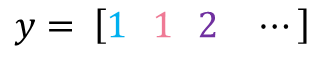 y = [1 1 2 ⋯]